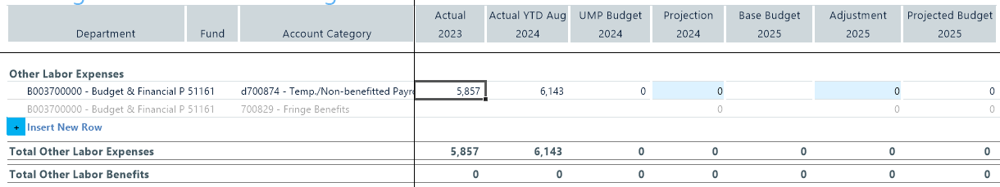 Actual Actual YTD Aug UMP Budget Projection Base Budget Adjustment Projected Budget
Department Fund Account Category 2023 2024 2024 2024 2025 2025 2025
Other Labor Expenses
B003700000 - Budget & Financial P 51161 d700874 - Temp./Non-benefitted Payro 5,857 6,143 0 0 0 0
B003700000 - Budget & Financial P 51161 700829 - Fringe Benefits 0 0 0
+ Insert New Row
Total Other Labor Expenses 5,857 6,143 0 0 0 0 0
Total Other Labor Benefits 0 0 0 0 0 0 0